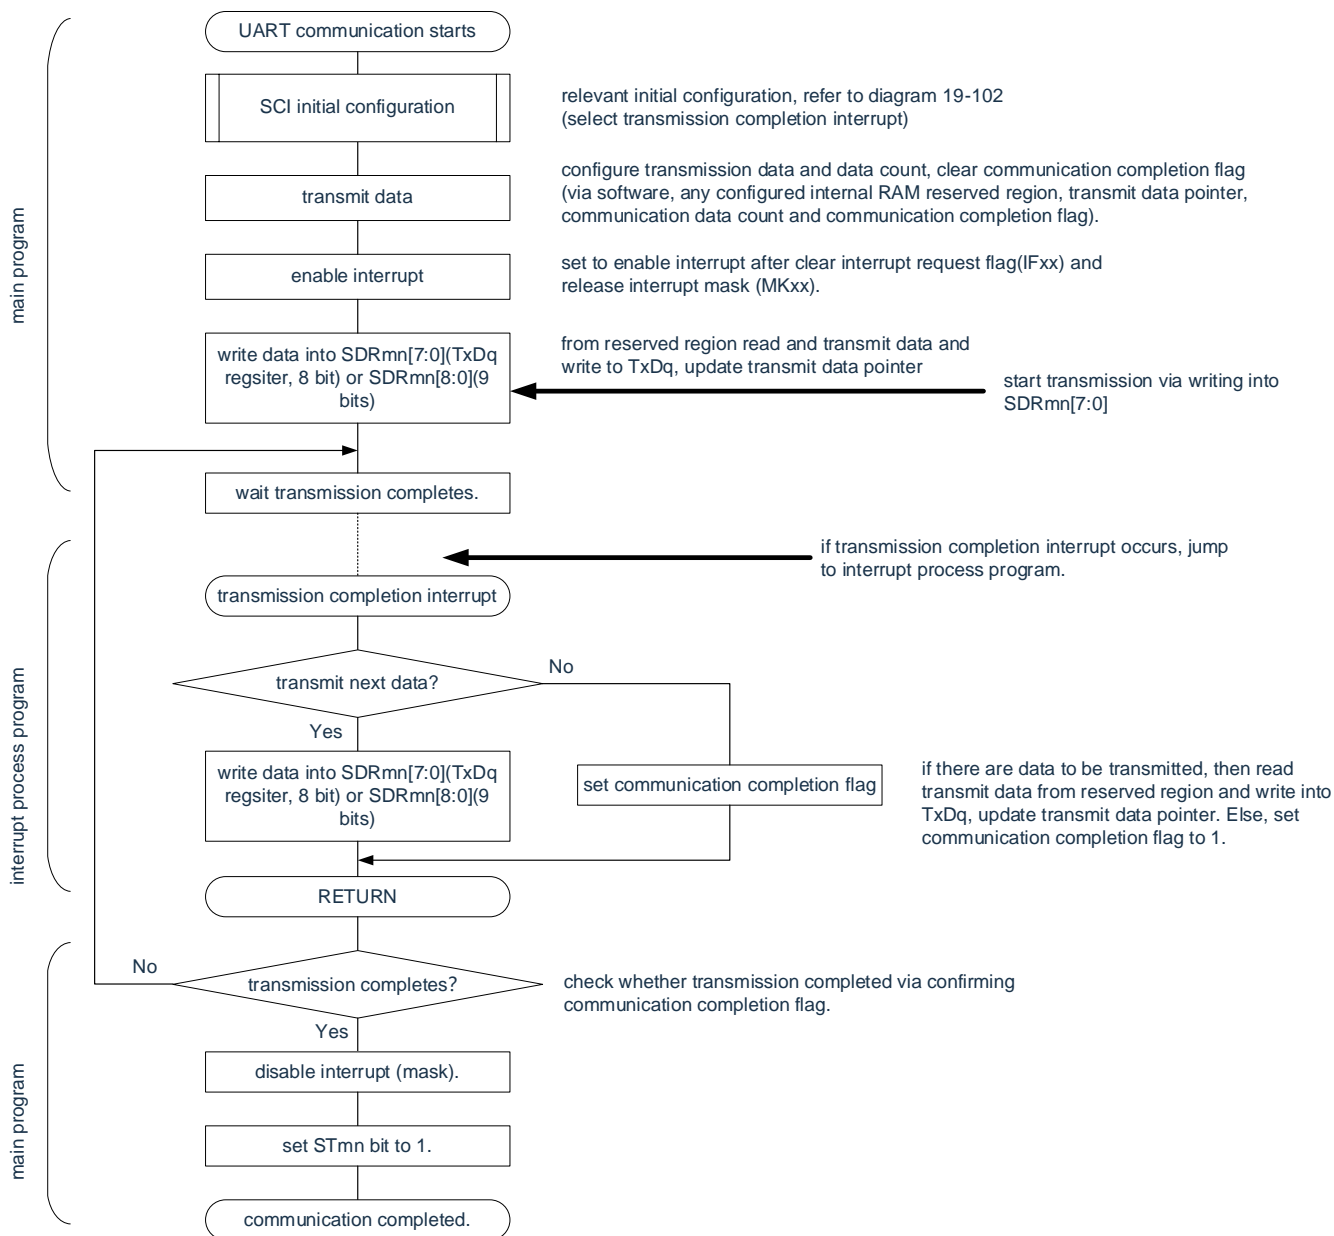 UART communication starts
main program
SCI initial configuration
relevant initial configuration, refer to diagram 19-102
(select transmission completion interrupt)
transmit data
configure transmission data and data count, clear communication completion flag
(via software, any configured internal RAM reserved region, transmit data pointer,
communication data count and communication completion flag).
enable interrupt
set to enable interrupt after clear interrupt request flag(IFxx) and
release interrupt mask (MKxx).
write data into SDRmn[7:0](TxDq
regsiter, 8 bit) or SDRmn[8:0](9
bits)
from reserved region read and transmit data and
write to TxDq, update transmit data pointer
start transmission via writing into
SDRmn[7:0]
wait transmission completes.
interrupt process program
if transmission completion interrupt occurs, jump
to interrupt process program.
transmission completion interrupt
transmit next data?
No
Yes
write data into SDRmn[7:0](TxDq
regsiter, 8 bit) or SDRmn[8:0](9
bits)
set communication completion flag
if there are data to be transmitted, then read
transmit data from reserved region and write into
TxDq, update transmit data pointer. Else, set
communication completion flag to 1.
RETURN
main program
No
transmission completes?
check whether transmission completed via confirming
communication completion flag.
Yes
disable interrupt (mask).
set STmn bit to 1.
communication completed.